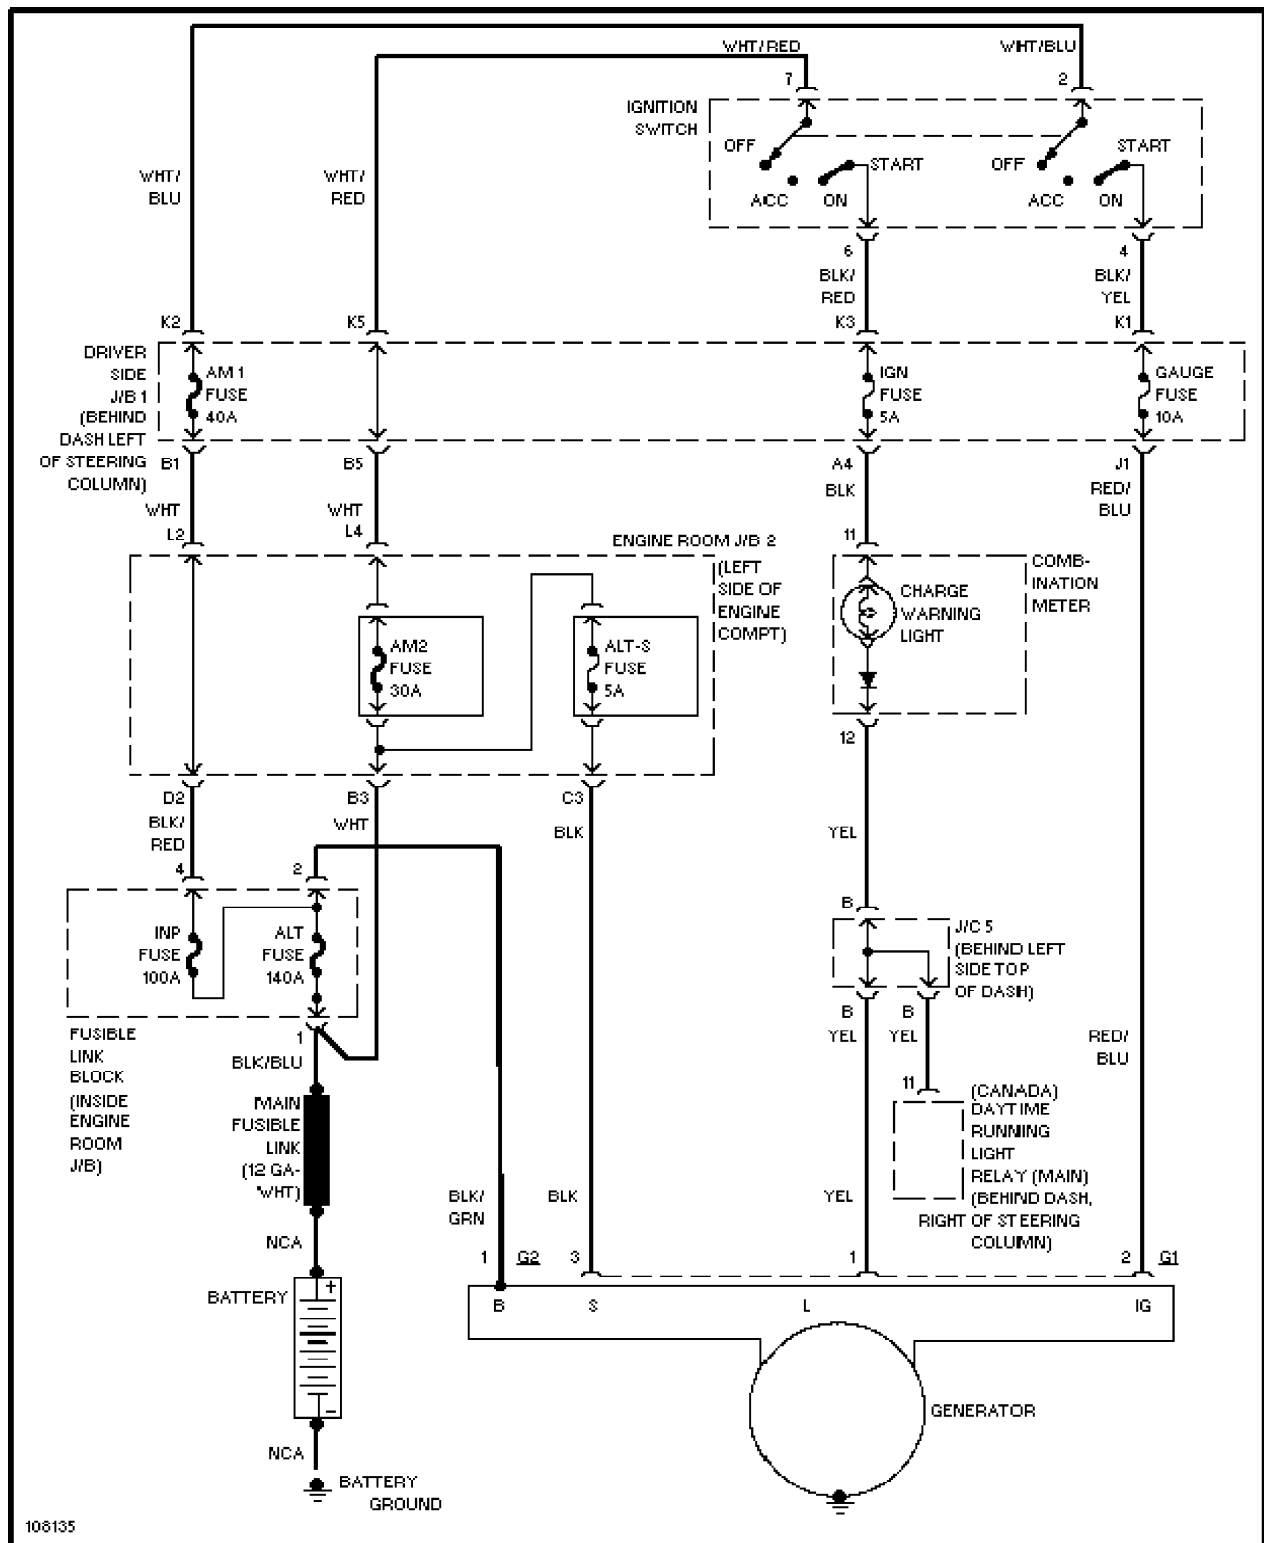 WHT/RED
WHT/BLU
7
2
IGNITION
SWITCH
OFF
START
ACC
ON
OFF
START
ACC
ON
WHT/
BLU
WHT/
RED
6
BLK/
RED
4
BLK/
YEL
K2
K5
K3
K1
DRIVER
SIDE
J/B 1
(BEHIND
DASH LEFT
OF STEERING
COLUMN)
AM 1
FUSE
40A
IGN
FUSE
5A
GAUGE
FUSE
10A
B1
B5
A4
J1
WHT
WHT
BLK
RED/
BLU
L2
L4
11
ENGINE ROOM J/B 2
(LEFT
SIDE OF
ENGINE
COMPT)
COMB-
INATION
METER
CHARGE
WARNING
LIGHT
AM2
FUSE
30A
ALT-S
FUSE
5A
12
D2
B3
C3
BLK/
RED
WHT
BLK
YEL
4
2
B
INP
FUSE
100A
ALT
FUSE
140A
J/C 5
(BEHIND LEFT
SIDE TOP
OF DASH)
B
B
YEL
YEL
RED/
BLU
FUSIBLE
LINK
BLOCK
(INSIDE
ENGINE
ROOM
J/B)
1
BLK/BLU
MAIN
FUSIBLE
LINK
(12 GA-
WHT)
11
(CANADA)
DAYTIME
RUNNING
LIGHT
RELAY (MAIN)
(BEHIND DASH,
RIGHT OF STEERING
COLUMN)
BLK/
GRN
BLK
YEL
NCA
1
G2
3
1
2
G1
BATTERY
+
-
B
S
L
IG
GENERATOR
NCA
BATTERY
GROUND
108135